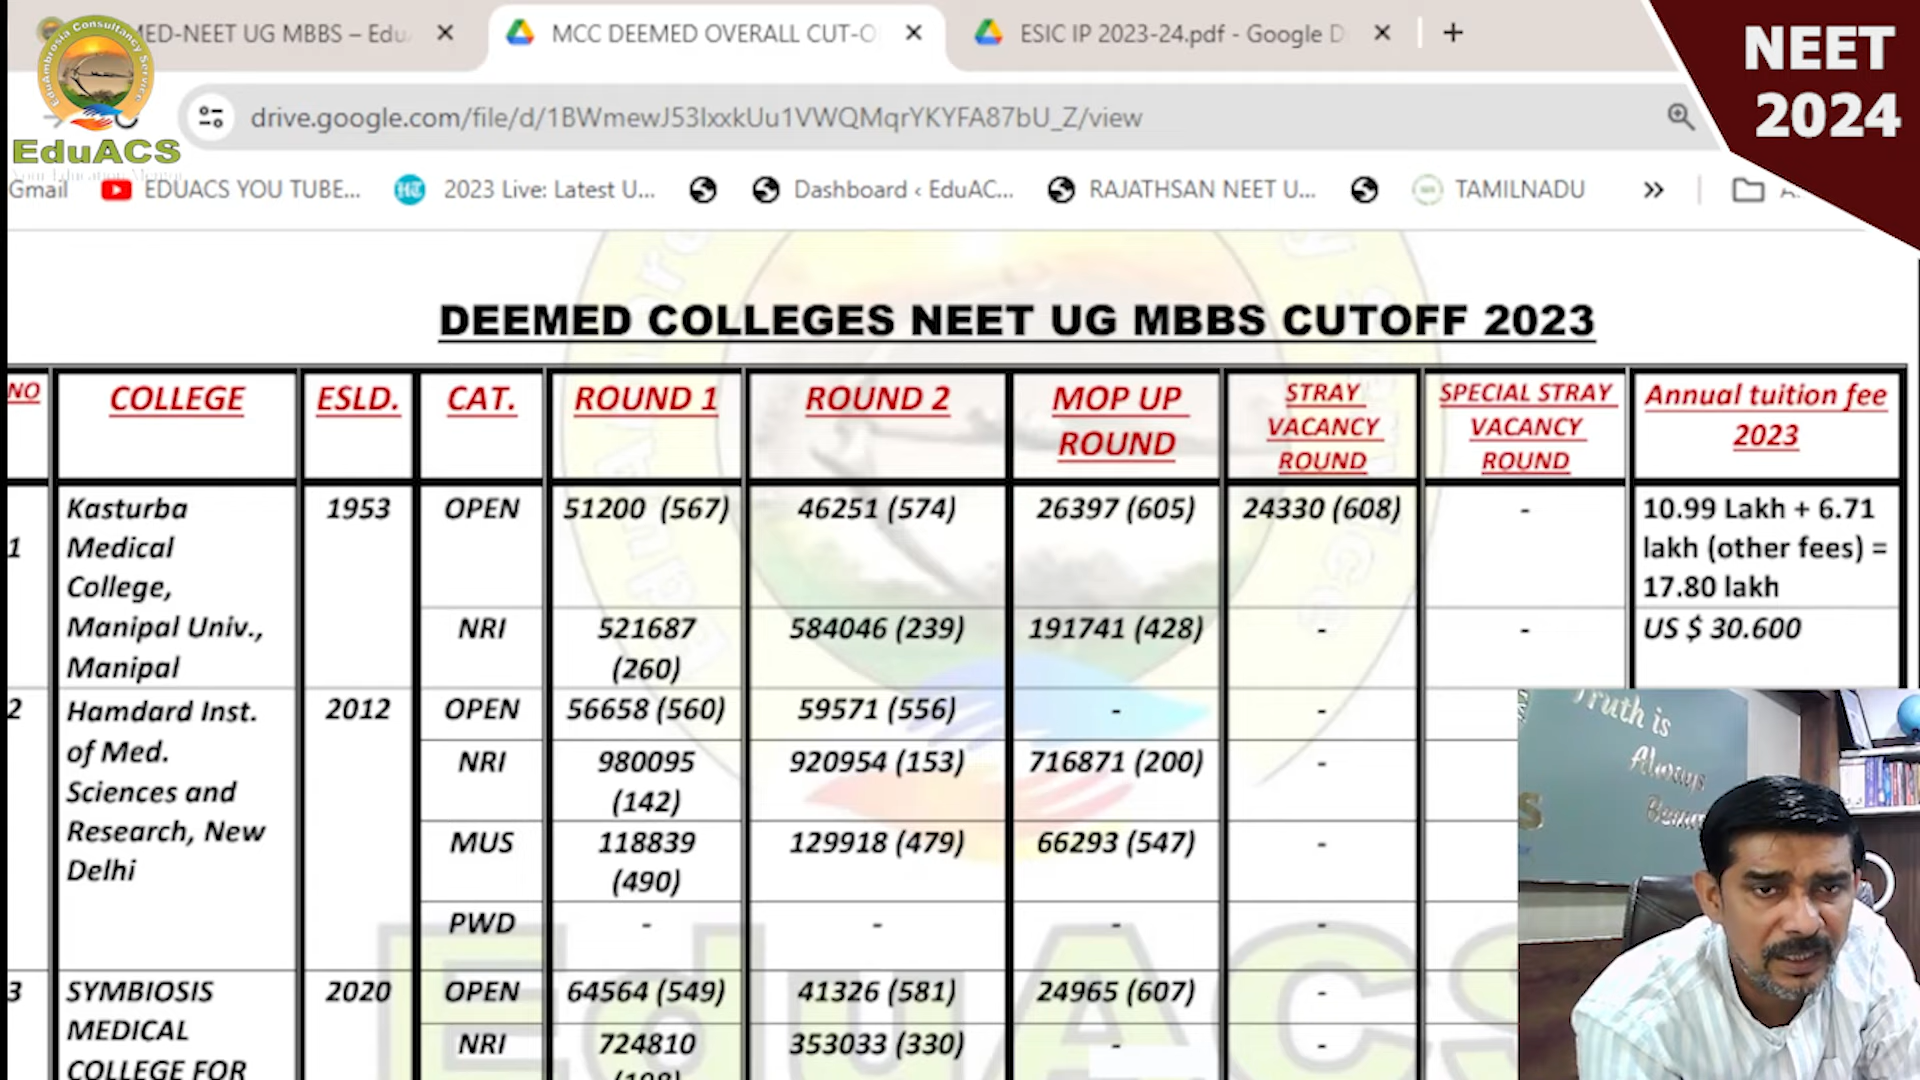 MED-NEET UG MBBS – Edu
MCC DEEMED OVERALL CUT-O
ESIC IP 2023-24.pdf - Google D
NEET
2024
EduAmbrosia Consultancy Service
EduACS
drive.google.com/file/d/1BWmewJ53IxxkUu1VWQMqrYKYFA87bU_Z/view
Gmail
EDUACS YOU TUBE...
2023 Live: Latest U...
Dashboard ‹ EduAC...
RAJATHSAN NEET U...
TAMILNADU
DEEMED COLLEGES NEET UG MBBS CUTOFF 2023
NO COLLEGE ESLD. CAT. ROUND 1 ROUND 2 MOP UP ROUND STRAY VACANCY ROUND SPECIAL STRAY VACANCY ROUND Annual tuition fee 2023
1 Kasturba Medical College, Manipal Univ., Manipal 1953 OPEN 51200 (567) 46251 (574) 26397 (605) 24330 (608) - 10.99 Lakh + 6.71 lakh (other fees) = 17.80 lakh
NRI 521687 (260) 584046 (239) 191741 (428) - - US $ 30.600
2 Hamdard Inst. of Med. Sciences and Research, New Delhi 2012 OPEN 56658 (560) 59571 (556) - -
NRI 980095 (142) 920954 (153) 716871 (200) -
MUS 118839 (490) 129918 (479) 66293 (547) -
PWD - - - -
3 SYMBIOSIS MEDICAL COLLEGE FOR 2020 OPEN 64564 (549) 41326 (581) 24965 (607) -
NRI 724810 353033 (330) - -
Truth is
Always
EduACS